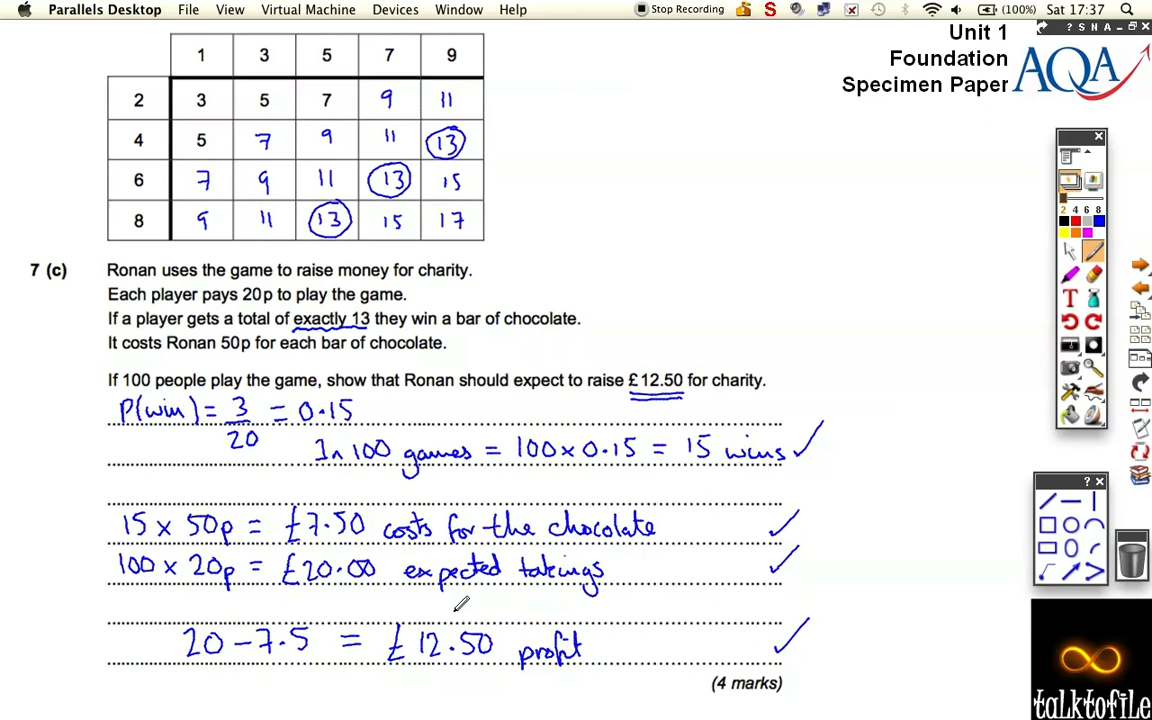 Parallels Desktop File View Virtual Machine Devices Window Help Stop Recording S (100%) Sat 17:37
? S N A
Unit 1
Foundation
Specimen Paper
AQA
1 3 5 7 9
2 3 5 7 9 11
4 5 7 9 11 13
6 7 9 11 13 15
8 9 11 13 15 17
7 (c) Ronan uses the game to raise money for charity.
Each player pays 20p to play the game.
If a player gets a total of exactly 13 they win a bar of chocolate.
It costs Ronan 50p for each bar of chocolate.
If 100 people play the game, show that Ronan should expect to raise £12.50 for charity.
P(win) = 3/20 = 0.15
In 100 games = 100 x 0.15 = 15 wins ✓
15 x 50p = £7.50 costs for the chocolate ✓
100 x 20p = £20.00 expected takings ✓
20 - 7.5 = £12.50 profit ✓
(4 marks)
2 4 6 8
T
?
talktofile